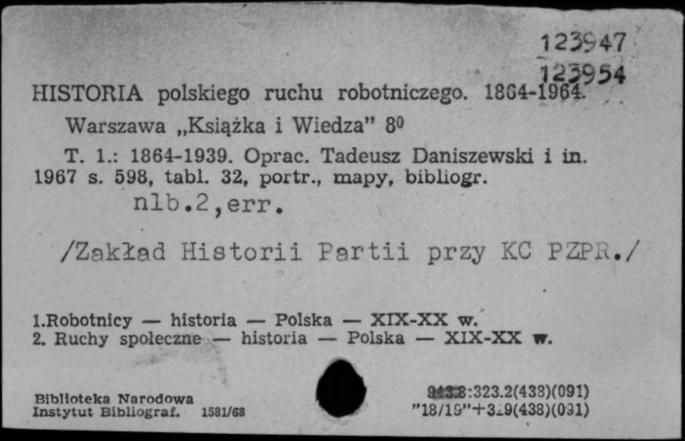 123947
123954
HISTORIA polskiego ruchu robotniczego. 1864-1964.
Warszawa „Książka i Wiedza” 8⁰
T. 1.: 1864-1939. Oprac. Tadeusz Daniszewski i in.
1967 s. 598, tabl. 32, portr., mapy, bibliogr.
nlb.2,err.
/Zakład Historii Partii przy KC PZPR./
1.Robotnicy — historia — Polska — XIX-XX w.
2. Ruchy społeczne — historia — Polska — XIX-XX w.
Biblioteka Narodowa
Instytut Bibliograf. 1581/68
943.8:323.2(438)(091)
"18/19"+329(438)(091)